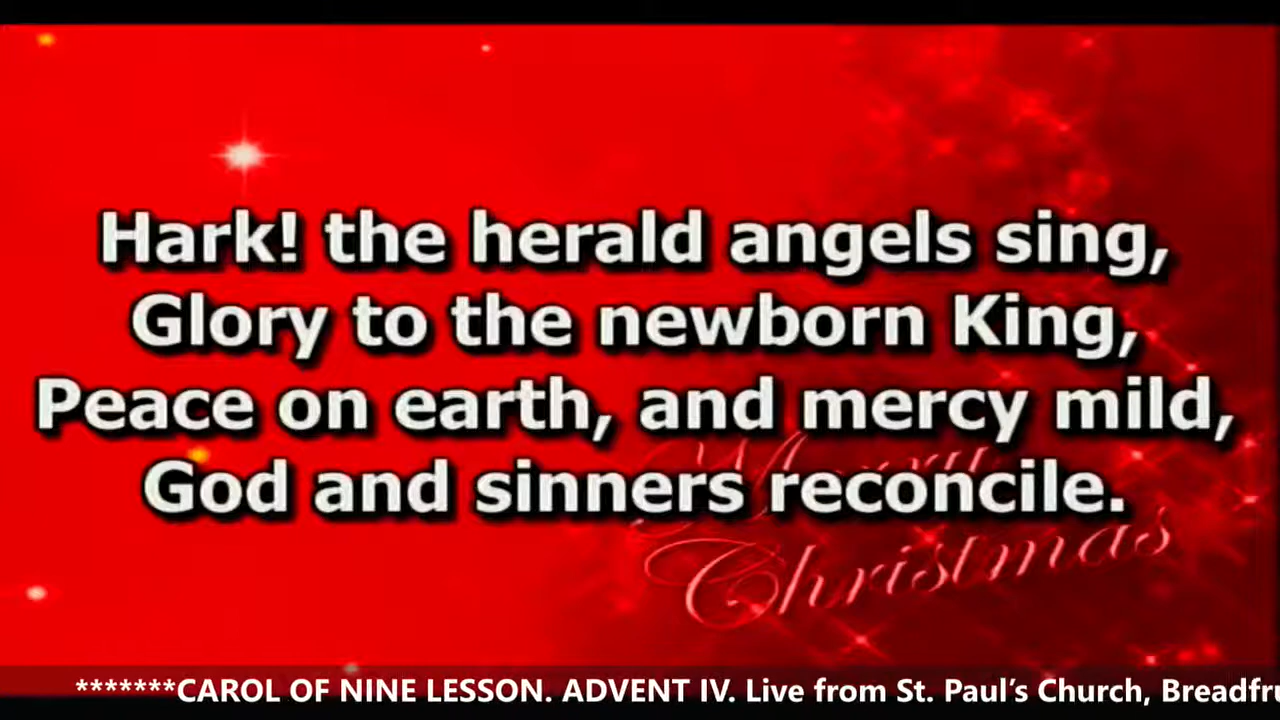 Hark! the herald angels sing,
Glory to the newborn King,
Peace on earth, and mercy mild,
God and sinners reconcile.
Merry
Christmas
*******CAROL OF NINE LESSON. ADVENT IV. Live from St. Paul’s Church,